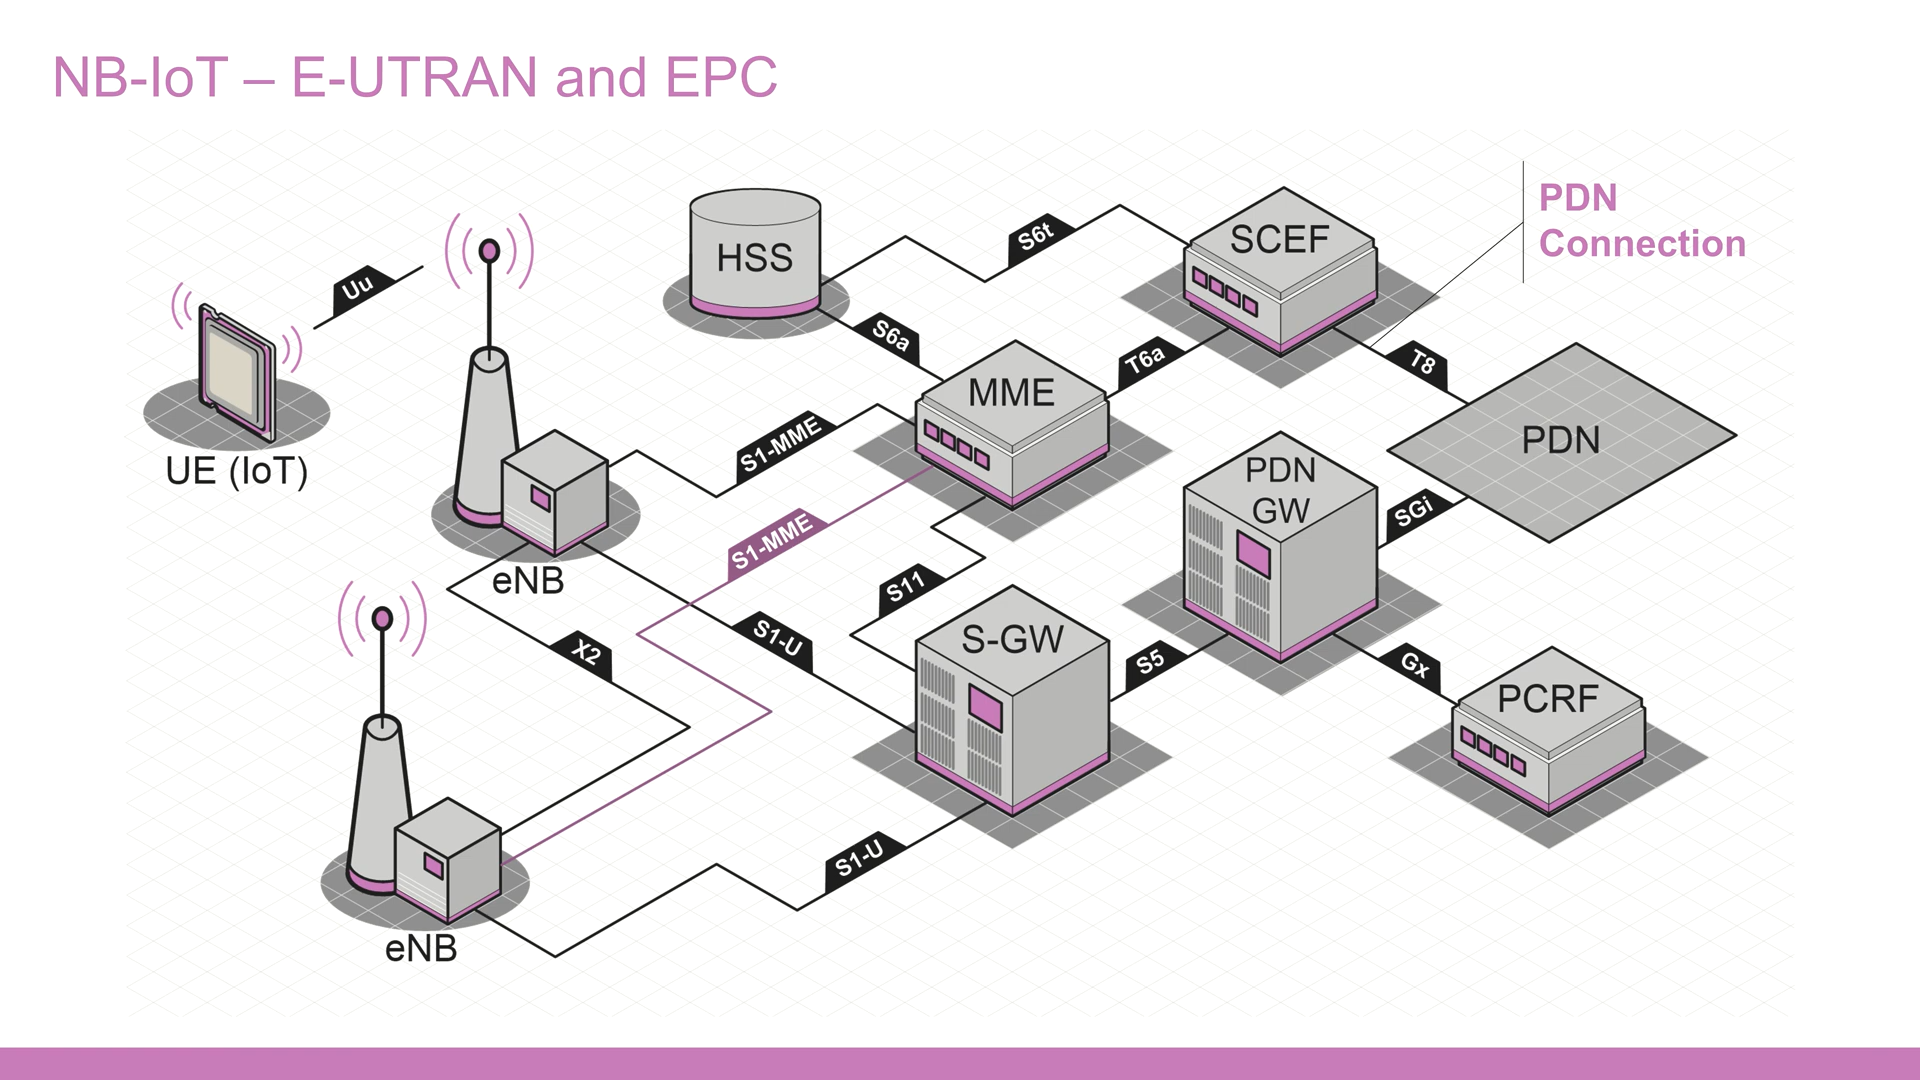 NB-IoT – E-UTRAN and EPC
PDN
Connection
HSS
S6t
SCEF
Uu
S6a
MME
T6a
T8
PDN
UE (IoT)
S1-MME
PDN
GW
SGi
S1-MME
eNB
S11
S1-U
X2
S-GW
S5
Gx
PCRF
S1-U
eNB